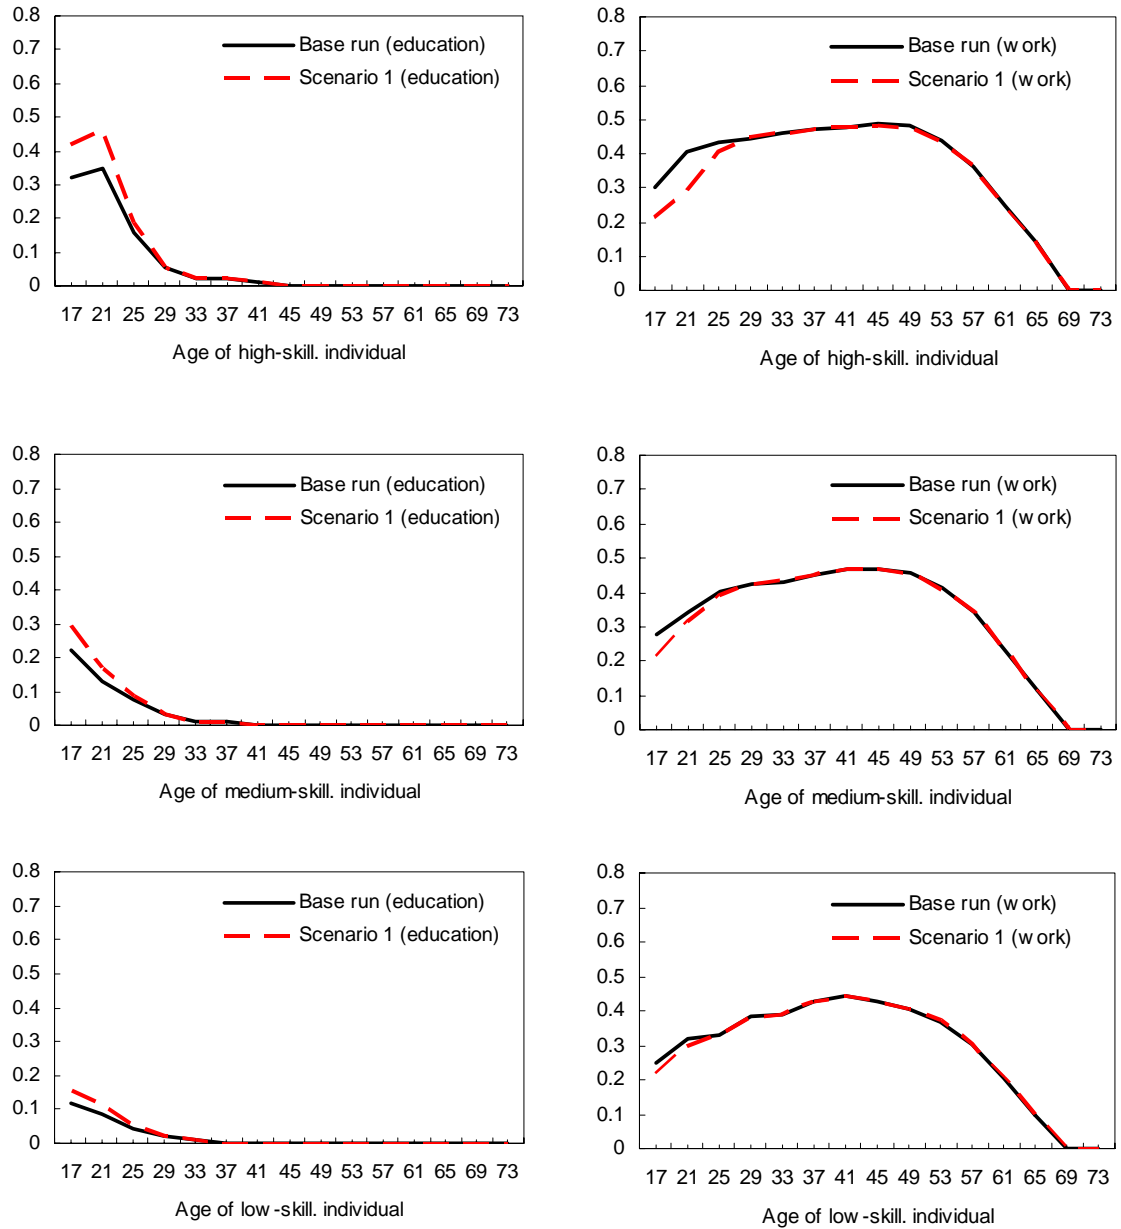 0.8
0.7
0.6
0.5
0.4
0.3
0.2
0.1
0
Base run (education)
Scenario 1 (education)
17 21 25 29 33 37 41 45 49 53 57 61 65 69 73
Age of high-skill. individual
0.8
0.7
0.6
0.5
0.4
0.3
0.2
0.1
0
Base run (work)
Scenario 1 (work)
17 21 25 29 33 37 41 45 49 53 57 61 65 69 73
Age of high-skill. individual
0.8
0.7
0.6
0.5
0.4
0.3
0.2
0.1
0
Base run (education)
Scenario 1 (education)
17 21 25 29 33 37 41 45 49 53 57 61 65 69 73
Age of medium-skill. individual
0.8
0.7
0.6
0.5
0.4
0.3
0.2
0.1
0
Base run (work)
Scenario 1 (work)
17 21 25 29 33 37 41 45 49 53 57 61 65 69 73
Age of medium-skill. individual
0.8
0.7
0.6
0.5
0.4
0.3
0.2
0.1
0
Base run (education)
Scenario 1 (education)
17 21 25 29 33 37 41 45 49 53 57 61 65 69 73
Age of low-skill. individual
0.8
0.7
0.6
0.5
0.4
0.3
0.2
0.1
0
Base run (work)
Scenario 1 (work)
17 21 25 29 33 37 41 45 49 53 57 61 65 69 73
Age of low-skill. individual